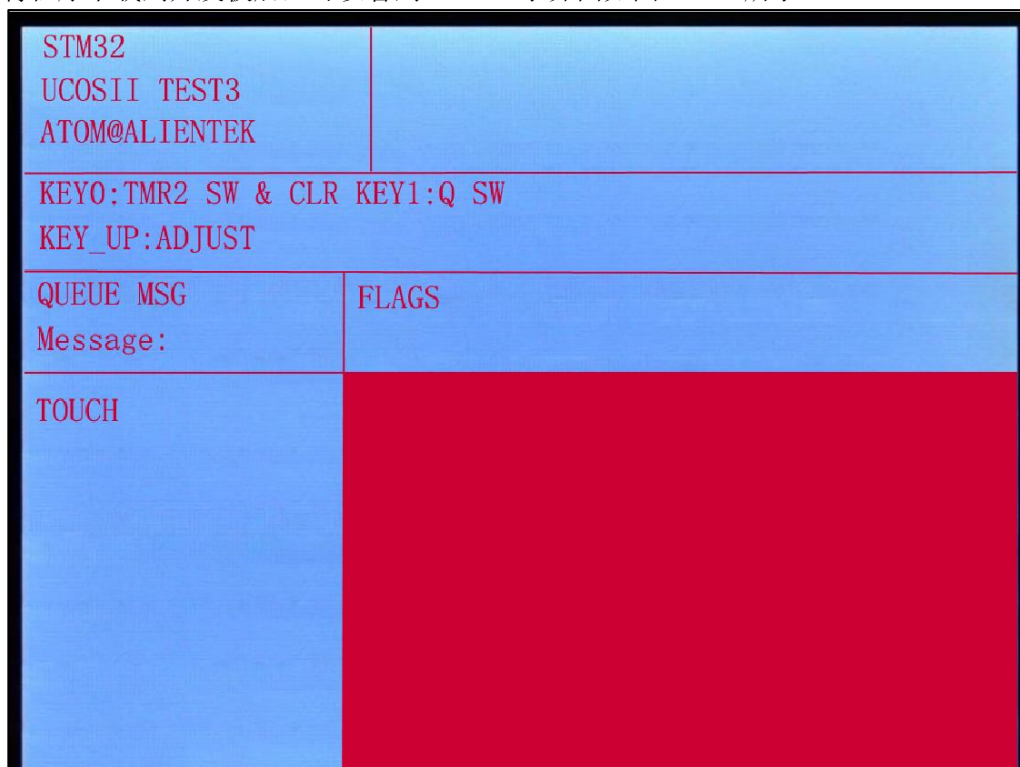 STM32
UCOSII TEST3
ATOM@ALIENTEK
KEY0:TMR2 SW & CLR KEY1:Q SW
KEY_UP:ADJUST
QUEUE MSG
FLAGS
Message:
TOUCH